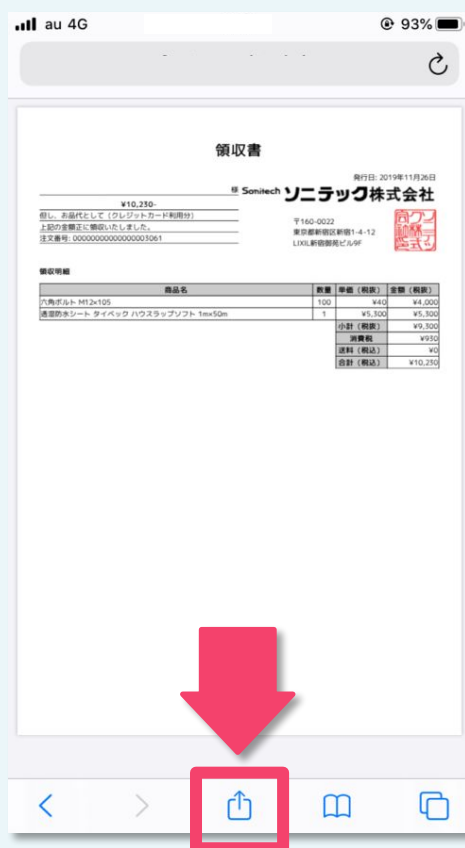 au 4G 93%
領収書
発行日: 2019年11月26日
様 Sonitech ソニテック株式会社
¥10,230-
但し、お品代として（クレジットカード利用分）
上記の金額正に領収いたしました。
注文番号: 00000000000000003061
〒160-0022
東京都新宿区新宿1-4-12
LIXIL新宿御苑ビル9F
領収明細
商品名 数量 単価（税抜） 金額（税抜）
六角ボルト M12×105 100 ¥40 ¥4,000
透湿防水シート タイベック ハウスラップソフト 1m×50m 1 ¥5,300 ¥5,300
小計（税抜） ¥9,300
消費税 ¥930
送料（税込） ¥0
合計（税込） ¥10,230